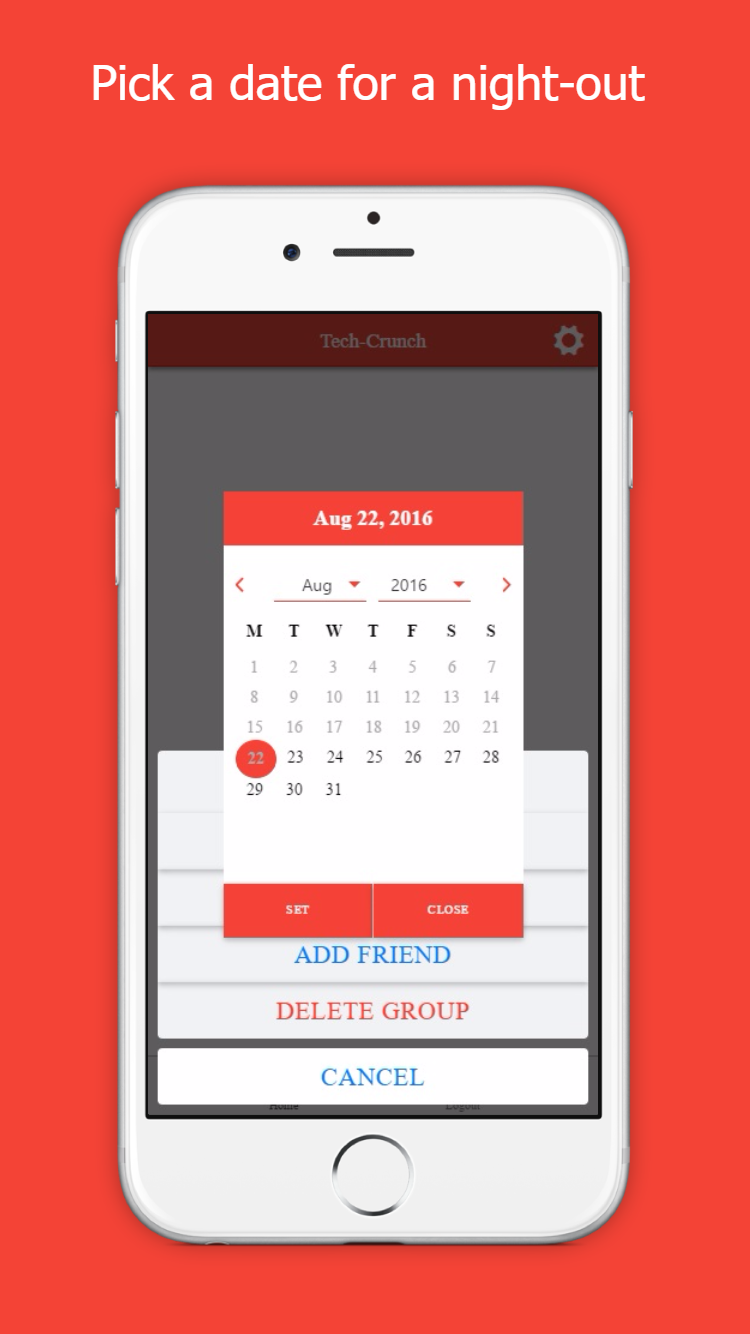 Pick a date for a night-out
Tech-Crunch
Aug 22, 2016
Aug 2016
M T W T F S S
1 2 3 4 5 6 7
8 9 10 11 12 13 14
15 16 17 18 19 20 21
22 23 24 25 26 27 28
29 30 31
SET CLOSE
ADD FRIEND
DELETE GROUP
CANCEL
Home Logout